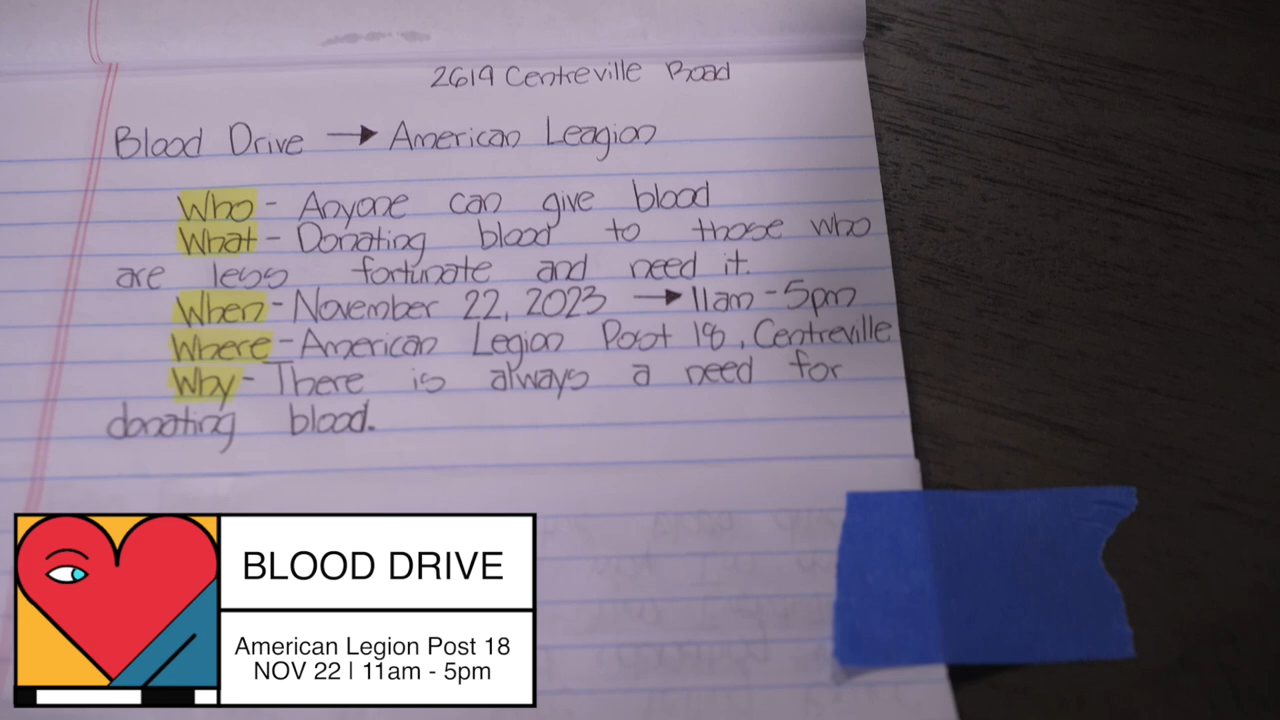 2619 Centreville Road
Blood Drive → American Leagion
Who - Anyone can give blood
What - Donating blood to those who
are less fortunate and need it.
When - November 22, 2023 → 11am - 5pm
Where - American Legion Post 18, Centreville
Why - There is always a need for
donating blood.
BLOOD DRIVE
American Legion Post 18
NOV 22 | 11am - 5pm